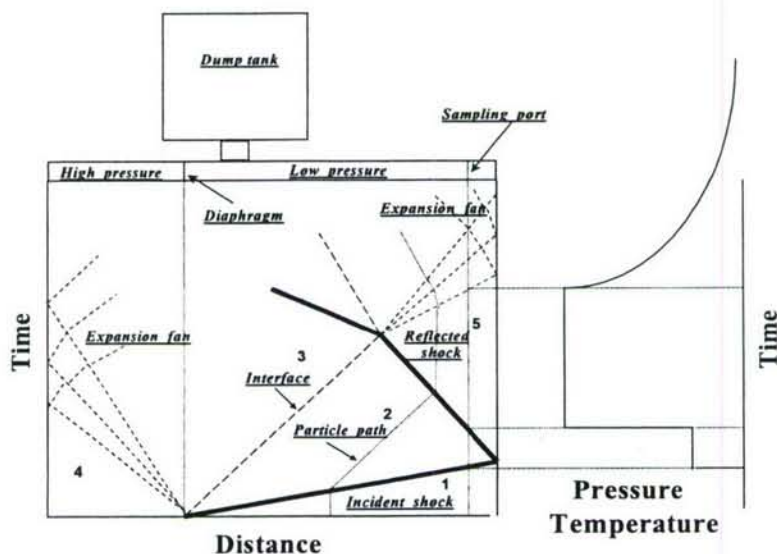 Dump tank
Sampling port
High pressure
Low pressure
Diaphragm
Expansion fan
Expansion fan
5
Reflected
shock
3
Interface
2
Particle path
4
1
Incident shock
Time
Time
Distance
Pressure
Temperature